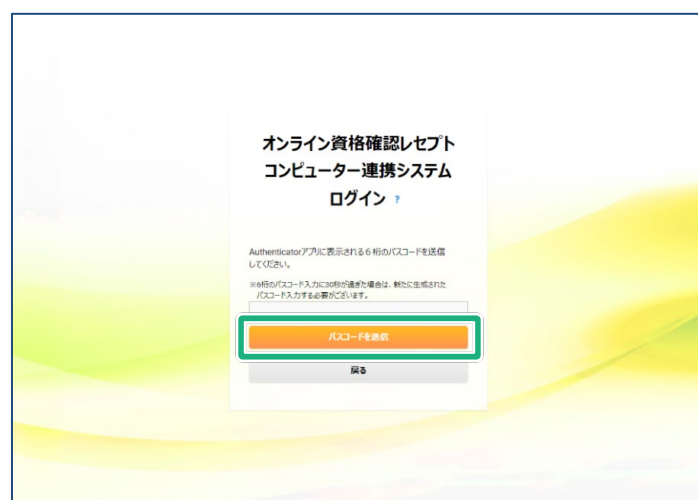 オンライン資格確認レセプト
コンピューター連携システム
ログイン ?
Authenticatorアプリに表示される6桁のパスコードを送信
してください。
※6桁のパスコード入力に30秒が過ぎた場合は、新たに生成された
パスコード入力する必要がございます。
パスコードを送信
戻る